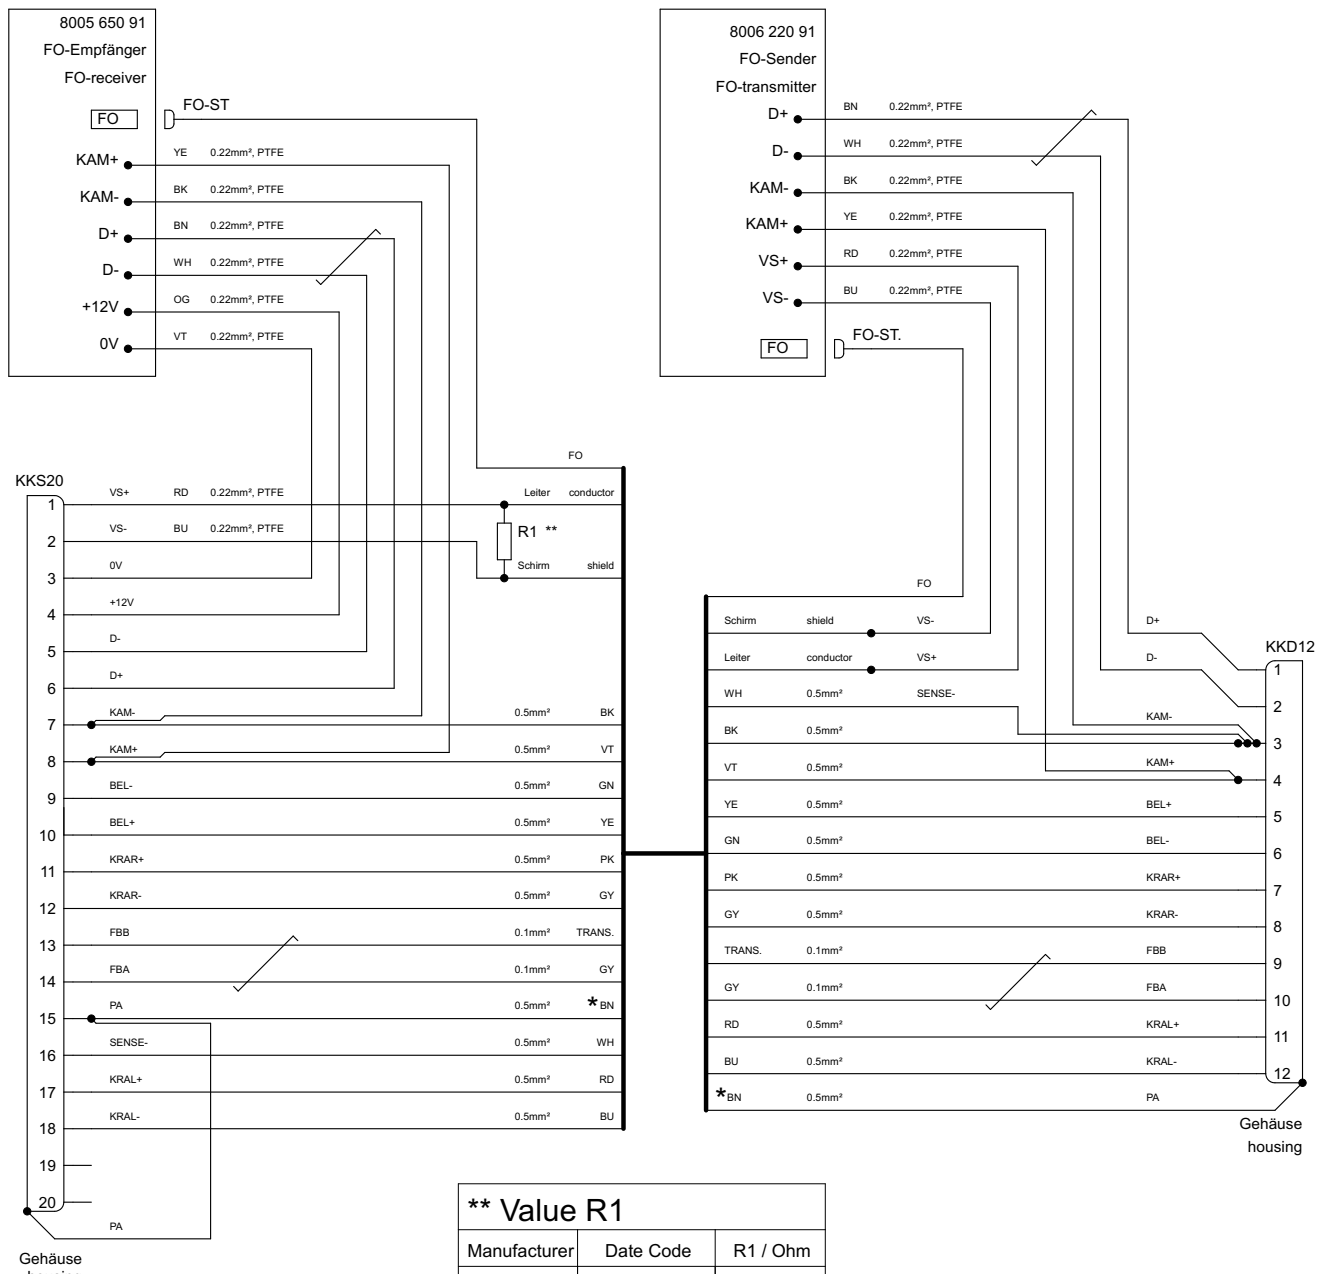 8005 650 91
FO-Empfänger
FO-receiver
FO
FO-ST
KAM+ YE 0.22mm², PTFE
KAM- BK 0.22mm², PTFE
D+ BN 0.22mm², PTFE
D- WH 0.22mm², PTFE
+12V OG 0.22mm², PTFE
0V VT 0.22mm², PTFE
8006 220 91
FO-Sender
FO-transmitter
D+ BN 0.22mm², PTFE
D- WH 0.22mm², PTFE
KAM- BK 0.22mm², PTFE
KAM+ YE 0.22mm², PTFE
VS+ RD 0.22mm², PTFE
VS- BU 0.22mm², PTFE
FO
FO-ST.
KKS20
FO
1 VS+ RD 0.22mm², PTFE Leiter conductor
R1 **
2 VS- BU 0.22mm², PTFE
3 0V Schirm shield
4 +12V
5 D-
6 D+
7 KAM- 0.5mm² BK
8 KAM+ 0.5mm² VT
9 BEL- 0.5mm² GN
10 BEL+ 0.5mm² YE
11 KRAR+ 0.5mm² PK
12 KRAR- 0.5mm² GY
13 FBB 0.1mm² TRANS.
14 FBA 0.1mm² GY
15 PA 0.5mm² *BN
16 SENSE- 0.5mm² WH
17 KRAL+ 0.5mm² RD
18 KRAL- 0.5mm² BU
19
20
PA
Gehäuse
FO
Schirm shield VS- D+
KKD12
Leiter conductor VS+ D- 1
WH 0.5mm² SENSE- 2
BK 0.5mm² KAM- 3
VT 0.5mm² KAM+ 4
YE 0.5mm² BEL+ 5
GN 0.5mm² BEL- 6
PK 0.5mm² KRAR+ 7
GY 0.5mm² KRAR- 8
TRANS. 0.1mm² FBB 9
GY 0.1mm² FBA 10
RD 0.5mm² KRAL+ 11
BU 0.5mm² KRAL- 12
*BN 0.5mm² PA
Gehäuse
housing
** Value R1
Manufacturer Date Code R1 / Ohm